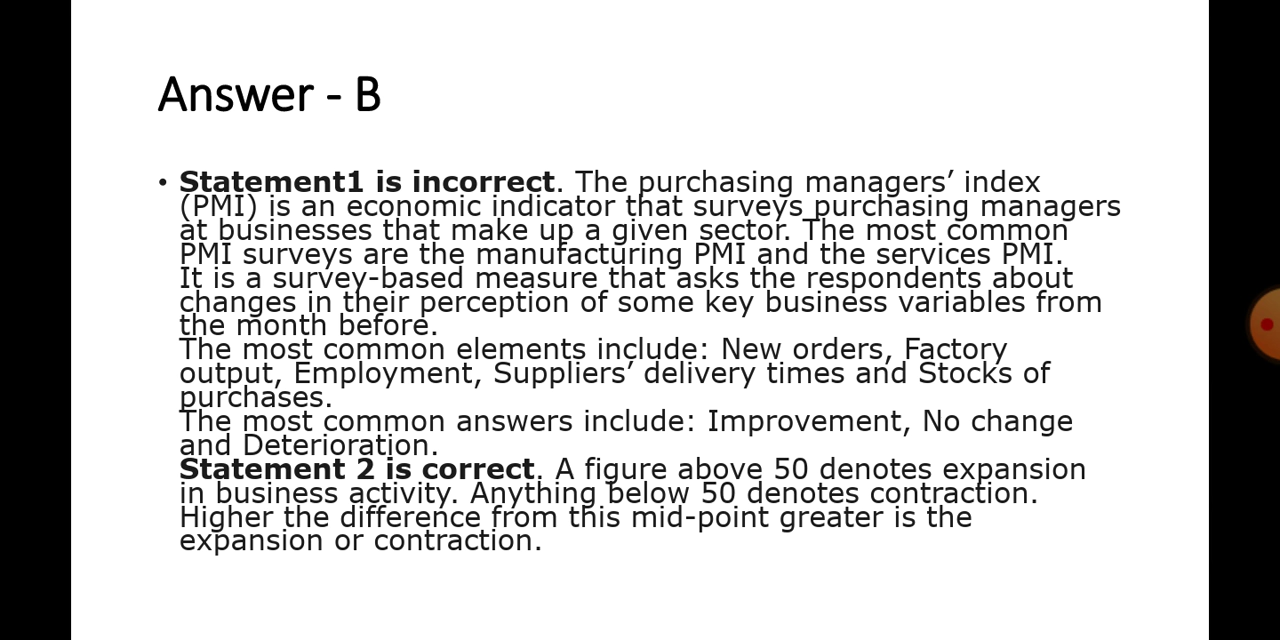 Answer - B
• Statement1 is incorrect. The purchasing managers’ index
(PMI) is an economic indicator that surveys purchasing managers
at businesses that make up a given sector. The most common
PMI surveys are the manufacturing PMI and the services PMI.
It is a survey-based measure that asks the respondents about
changes in their perception of some key business variables from
the month before.
The most common elements include: New orders, Factory
output, Employment, Suppliers’ delivery times and Stocks of
purchases.
The most common answers include: Improvement, No change
and Deterioration.
Statement 2 is correct. A figure above 50 denotes expansion
in business activity. Anything below 50 denotes contraction.
Higher the difference from this mid-point greater is the
expansion or contraction.